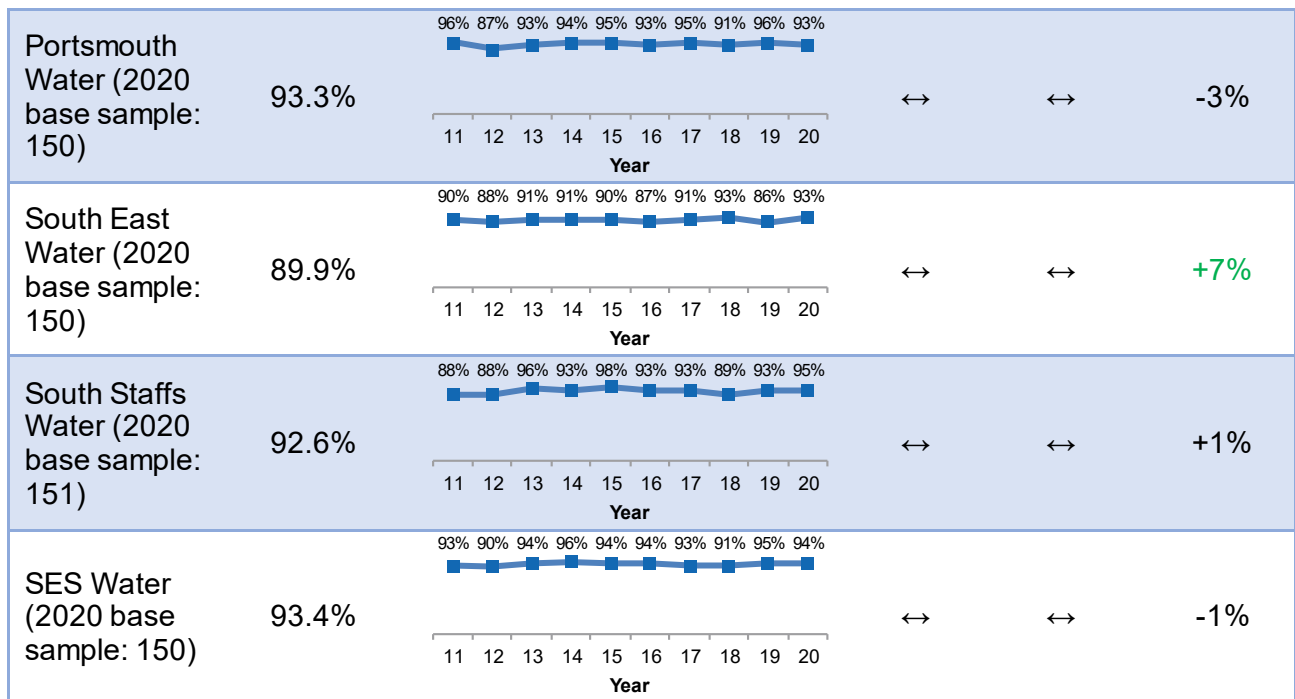 Portsmouth
Water (2020
base sample:
150)
93.3%
96% 87% 93% 94% 95% 93% 95% 91% 96% 93%
11 12 13 14 15 16 17 18 19 20
Year
↔ ↔ -3%
South East
Water (2020
base sample:
150)
89.9%
90% 88% 91% 91% 90% 87% 91% 93% 86% 93%
11 12 13 14 15 16 17 18 19 20
Year
↔ ↔ +7%
South Staffs
Water (2020
base sample:
151)
92.6%
88% 88% 96% 93% 98% 93% 93% 89% 93% 95%
11 12 13 14 15 16 17 18 19 20
Year
↔ ↔ +1%
SES Water
(2020 base
sample: 150)
93.4%
93% 90% 94% 96% 94% 94% 93% 91% 95% 94%
11 12 13 14 15 16 17 18 19 20
Year
↔ ↔ -1%